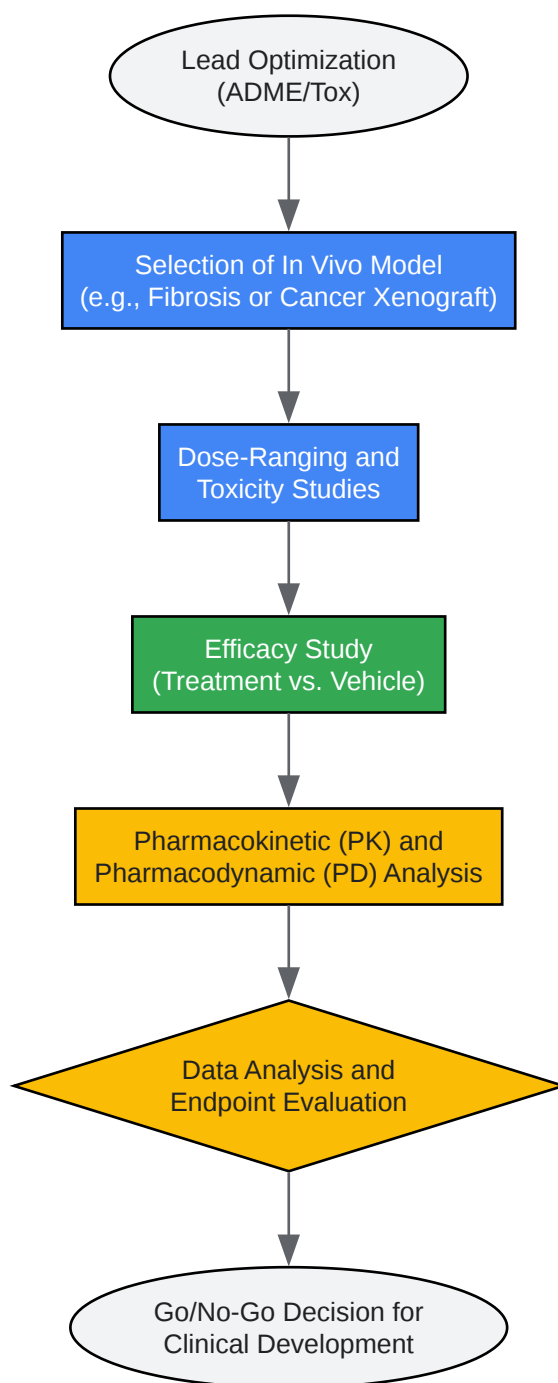 Lead Optimization
(ADME/Tox)
Selection of In Vivo Model
(e.g., Fibrosis or Cancer Xenograft)
Dose-Ranging and
Toxicity Studies
Efficacy Study
(Treatment vs. Vehicle)
Pharmacokinetic (PK) and
Pharmacodynamic (PD) Analysis
Data Analysis and
Endpoint Evaluation
Go/No-Go Decision for
Clinical Development